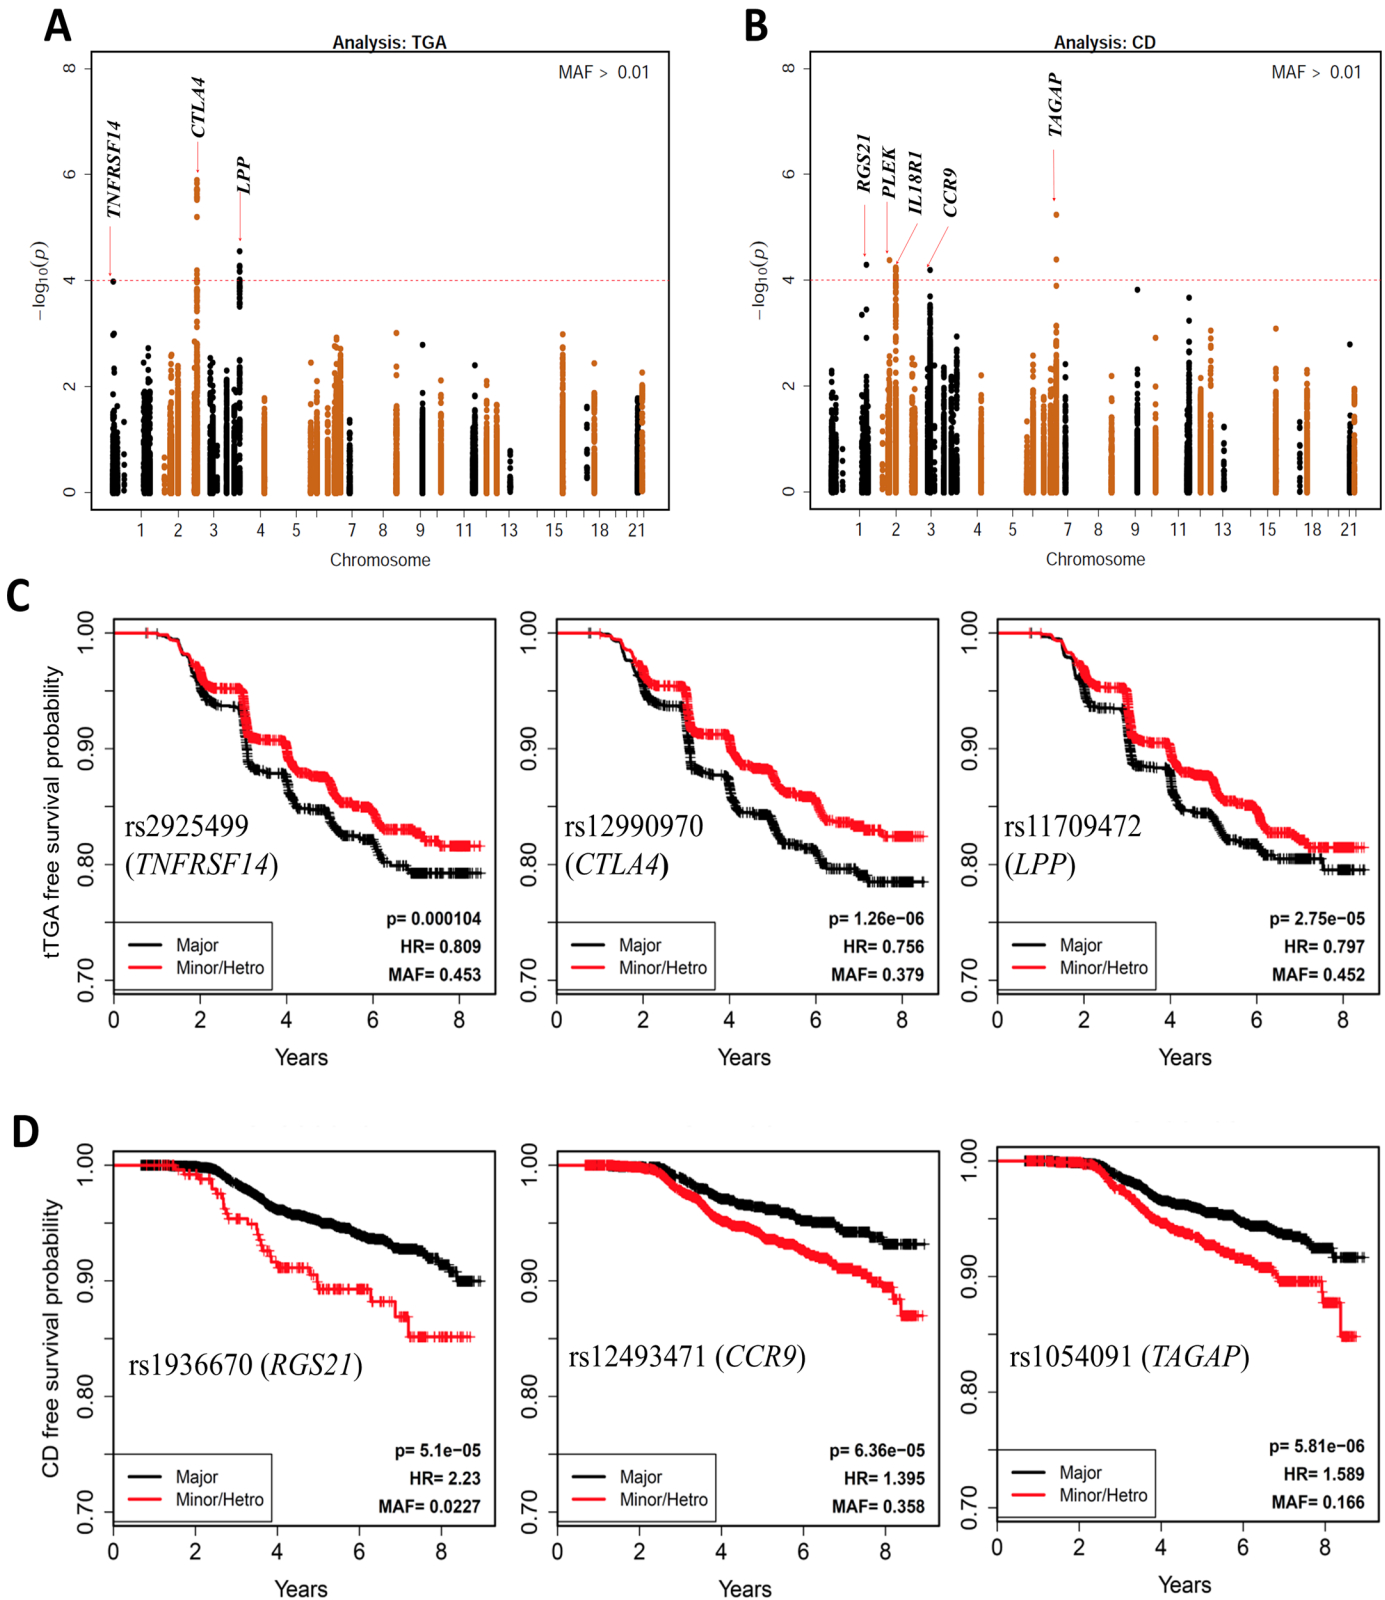 A
Analysis: TGA
MAF > 0.01
TNFRSF14
CTLA4
LPP
−log10(p)
8
6
4
2
0
1 2 3 4 5 7 8 9 11 13 15 18 21
Chromosome
B
Analysis: CD
MAF > 0.01
RGS21
PLEK
IL18R1
CCR9
TAGAP
−log10(p)
8
6
4
2
0
1 2 3 4 5 7 8 9 11 13 15 18 21
Chromosome
C
tTGA free survival probability
1.00
0.90
0.80
0.70
rs2925499
(TNFRSF14)
p= 0.000104
HR= 0.809
MAF= 0.453
Major
Minor/Hetro
0 2 4 6 8
Years
1.00
0.90
0.80
0.70
rs12990970
(CTLA4)
p= 1.26e−06
HR= 0.756
MAF= 0.379
Major
Minor/Hetro
0 2 4 6 8
Years
1.00
0.90
0.80
0.70
rs11709472
(LPP)
p= 2.75e−05
HR= 0.797
MAF= 0.452
Major
Minor/Hetro
0 2 4 6 8
Years
D
CD free survival probability
1.00
0.90
0.80
0.70
rs1936670 (RGS21)
p= 5.1e−05
HR= 2.23
MAF= 0.0227
Major
Minor/Hetro
0 2 4 6 8
Years
1.00
0.90
0.80
0.70
rs12493471 (CCR9)
p= 6.36e−05
HR= 1.395
MAF= 0.358
Major
Minor/Hetro
0 2 4 6 8
Years
1.00
0.90
0.80
0.70
rs1054091 (TAGAP)
p= 5.81e−06
HR= 1.589
MAF= 0.166
Major
Minor/Hetro
0 2 4 6 8
Years